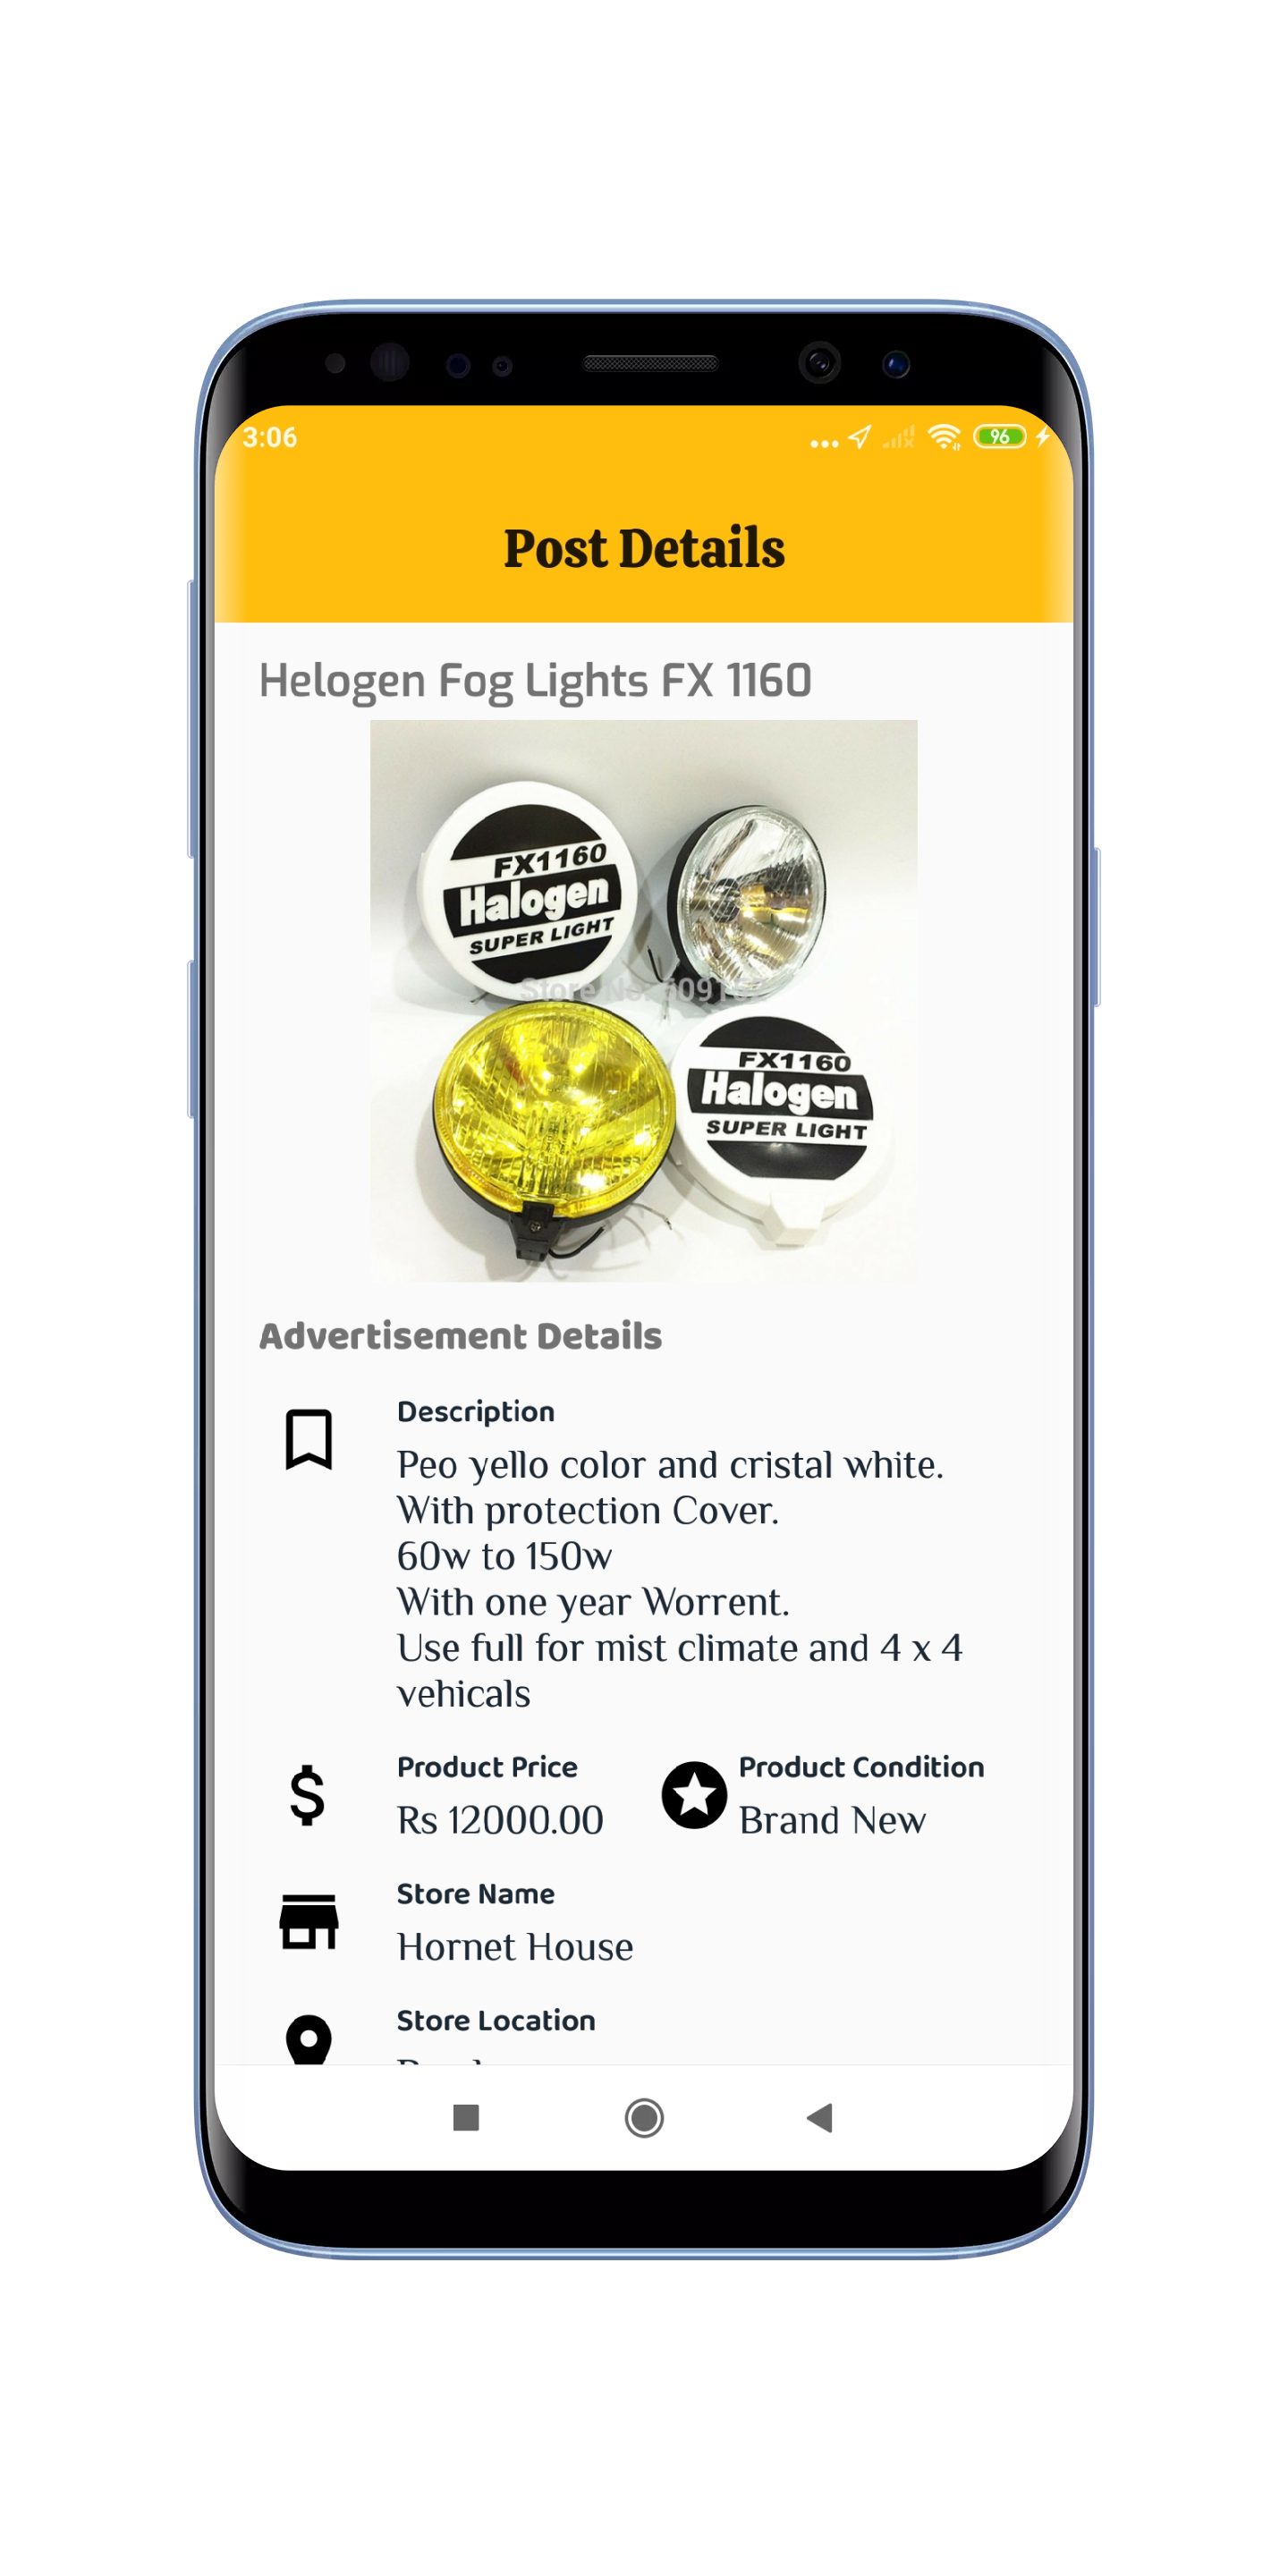 3:06
96
Post Details
Helogen Fog Lights FX 1160
FX1160
Halogen
SUPER LIGHT
Store No:
FX1160
Halogen
SUPER LIGHT
Advertisement Details
Description
Peo yello color and cristal white.
With protection Cover.
60w to 150w
With one year Worrent.
Use full for mist climate and 4 x 4
vehicals
Product Price
Product Condition
Rs 12000.00
Brand New
Store Name
Hornet House
Store Location